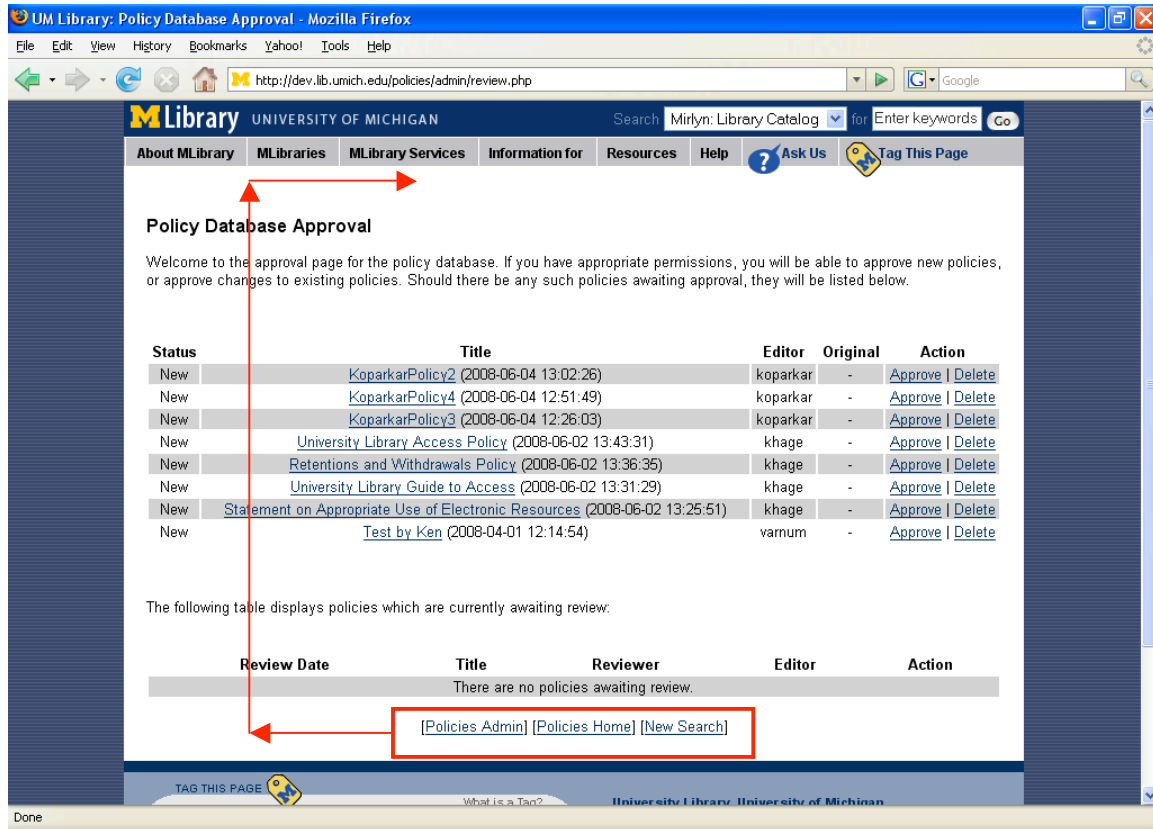 UM Library: Policy Database Approval - Mozilla Firefox
File Edit View History Bookmarks Yahoo! Tools Help
http://dev.lib.umich.edu/policies/admin/review.php
G Google
MLibrary UNIVERSITY OF MICHIGAN Search Mirlyn: Library Catalog for Enter keywords Go
About MLibrary MLibraries MLibrary Services Information for Resources Help ? Ask Us Tag This Page
Policy Database Approval
Welcome to the approval page for the policy database. If you have appropriate permissions, you will be able to approve new policies,
or approve changes to existing policies. Should there be any such policies awaiting approval, they will be listed below.
Status Title Editor Original Action
New KoparkarPolicy2 (2008-06-04 13:02:26) koparkar - Approve | Delete
New KoparkarPolicy4 (2008-06-04 12:51:49) koparkar - Approve | Delete
New KoparkarPolicy3 (2008-06-04 12:26:03) koparkar - Approve | Delete
New University Library Access Policy (2008-06-02 13:43:31) khage - Approve | Delete
New Retentions and Withdrawals Policy (2008-06-02 13:36:35) khage - Approve | Delete
New University Library Guide to Access (2008-06-02 13:31:29) khage - Approve | Delete
New Statement on Appropriate Use of Electronic Resources (2008-06-02 13:25:51) khage - Approve | Delete
New Test by Ken (2008-04-01 12:14:54) varnum - Approve | Delete
The following table displays policies which are currently awaiting review:
Review Date Title Reviewer Editor Action
There are no policies awaiting review.
[Policies Admin] [Policies Home] [New Search]
TAG THIS PAGE
What is a Tag? University Library, University of Michigan
Done